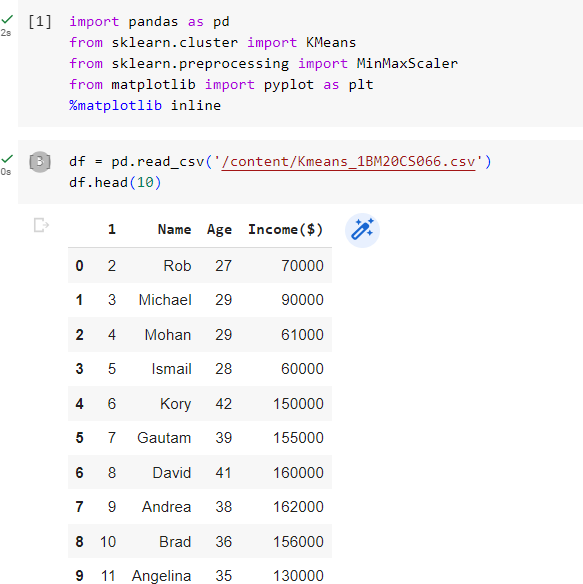 [1] import pandas as pd
2s
from sklearn.cluster import KMeans
from sklearn.preprocessing import MinMaxScaler
from matplotlib import pyplot as plt
%matplotlib inline
[3] df = pd.read_csv('/content/Kmeans_1BM20CS066.csv')
0s
df.head(10)
1 Name Age Income($)
0 2 Rob 27 70000
1 3 Michael 29 90000
2 4 Mohan 29 61000
3 5 Ismail 28 60000
4 6 Kory 42 150000
5 7 Gautam 39 155000
6 8 David 41 160000
7 9 Andrea 38 162000
8 10 Brad 36 156000
9 11 Angelina 35 130000